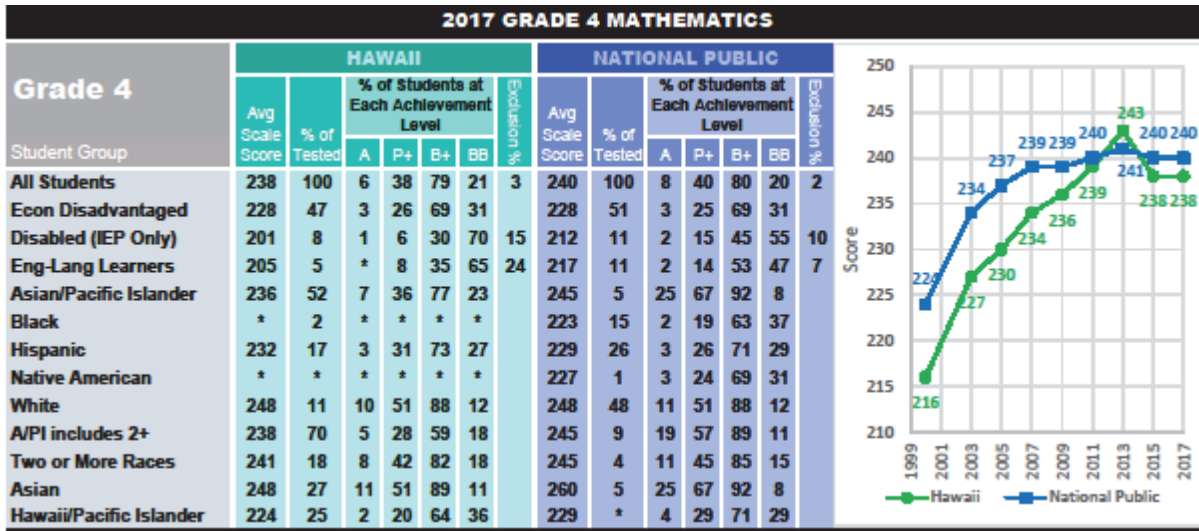 2017 GRADE 4 MATHEMATICS
Grade 4
Student Group
HAWAII
NATIONAL PUBLIC
Avg Scale Score
% of Tested
% of Students at Each Achievement Level
Exclusion %
A P+ B+ BB
Avg Scale Score
% of Tested
% of Students at Each Achievement Level
Exclusion %
A P+ B+ BB
All Students 238 100 6 38 79 21 3 240 100 8 40 80 20 2
Econ Disadvantaged 228 47 3 26 69 31 228 51 3 25 69 31
Disabled (IEP Only) 201 8 1 6 30 70 15 212 11 2 15 45 55 10
Eng-Lang Learners 205 5 * 8 35 65 24 217 11 2 14 53 47 7
Asian/Pacific Islander 236 52 7 36 77 23 245 5 25 67 92 8
Black * 2 * * * * 223 15 2 19 63 37
Hispanic 232 17 3 31 73 27 229 26 3 26 71 29
Native American * * * * * * 227 1 3 24 69 31
White 248 11 10 51 88 12 248 48 11 51 88 12
A/PI includes 2+ 238 70 5 28 59 18 245 9 19 57 89 11
Two or More Races 241 18 8 42 82 18 245 4 11 45 85 15
Asian 248 27 11 51 89 11 260 5 25 67 92 8
Hawaii/Pacific Islander 224 25 2 20 64 36 229 * 4 29 71 29
Score
250
245
240
235
230
225
220
215
210
224 234 237 239 239 240 241 240 240
216 227 230 234 236 239 243 238 238
1999 2001 2003 2005 2007 2009 2011 2013 2015 2017
Hawaii National Public